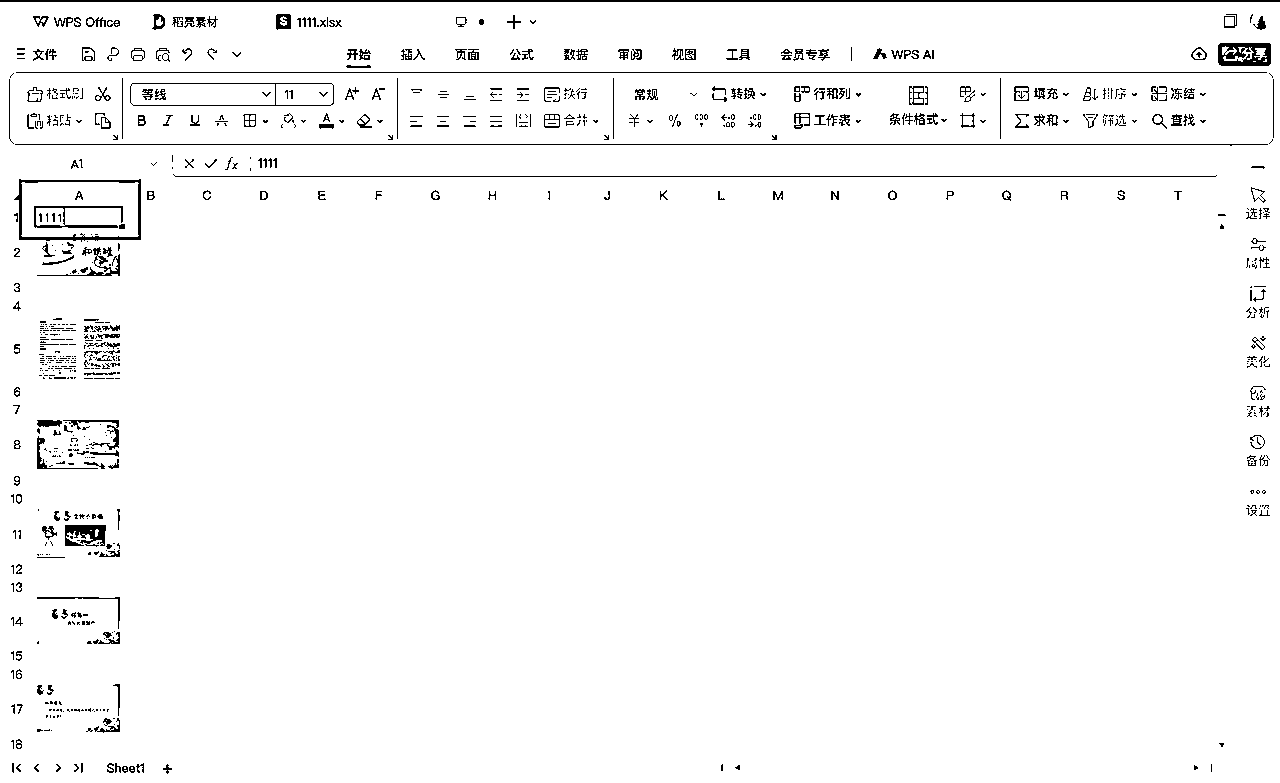 WPS Office 稻壳素材 S 1111.xlsx
文件 开始 插入 页面 公式 数据 审阅 视图 工具 会员专享 WPS AI 分享
格式刷 等线 11 A+ A- 换行 常规 转换 行和列 填充 排序 冻结
粘贴 B I U A 合并 ¥ % 工作表 条件格式 求和 筛选 查找
A1 fx 1111
A B C D E F G H I J K L M N O P Q R S T
1 1111
2
3
4
5
6
7
8
9
10
11
12
13
14
15
16
17
18
选择
属性
分析
美化
素材
备份
设置
Sheet1